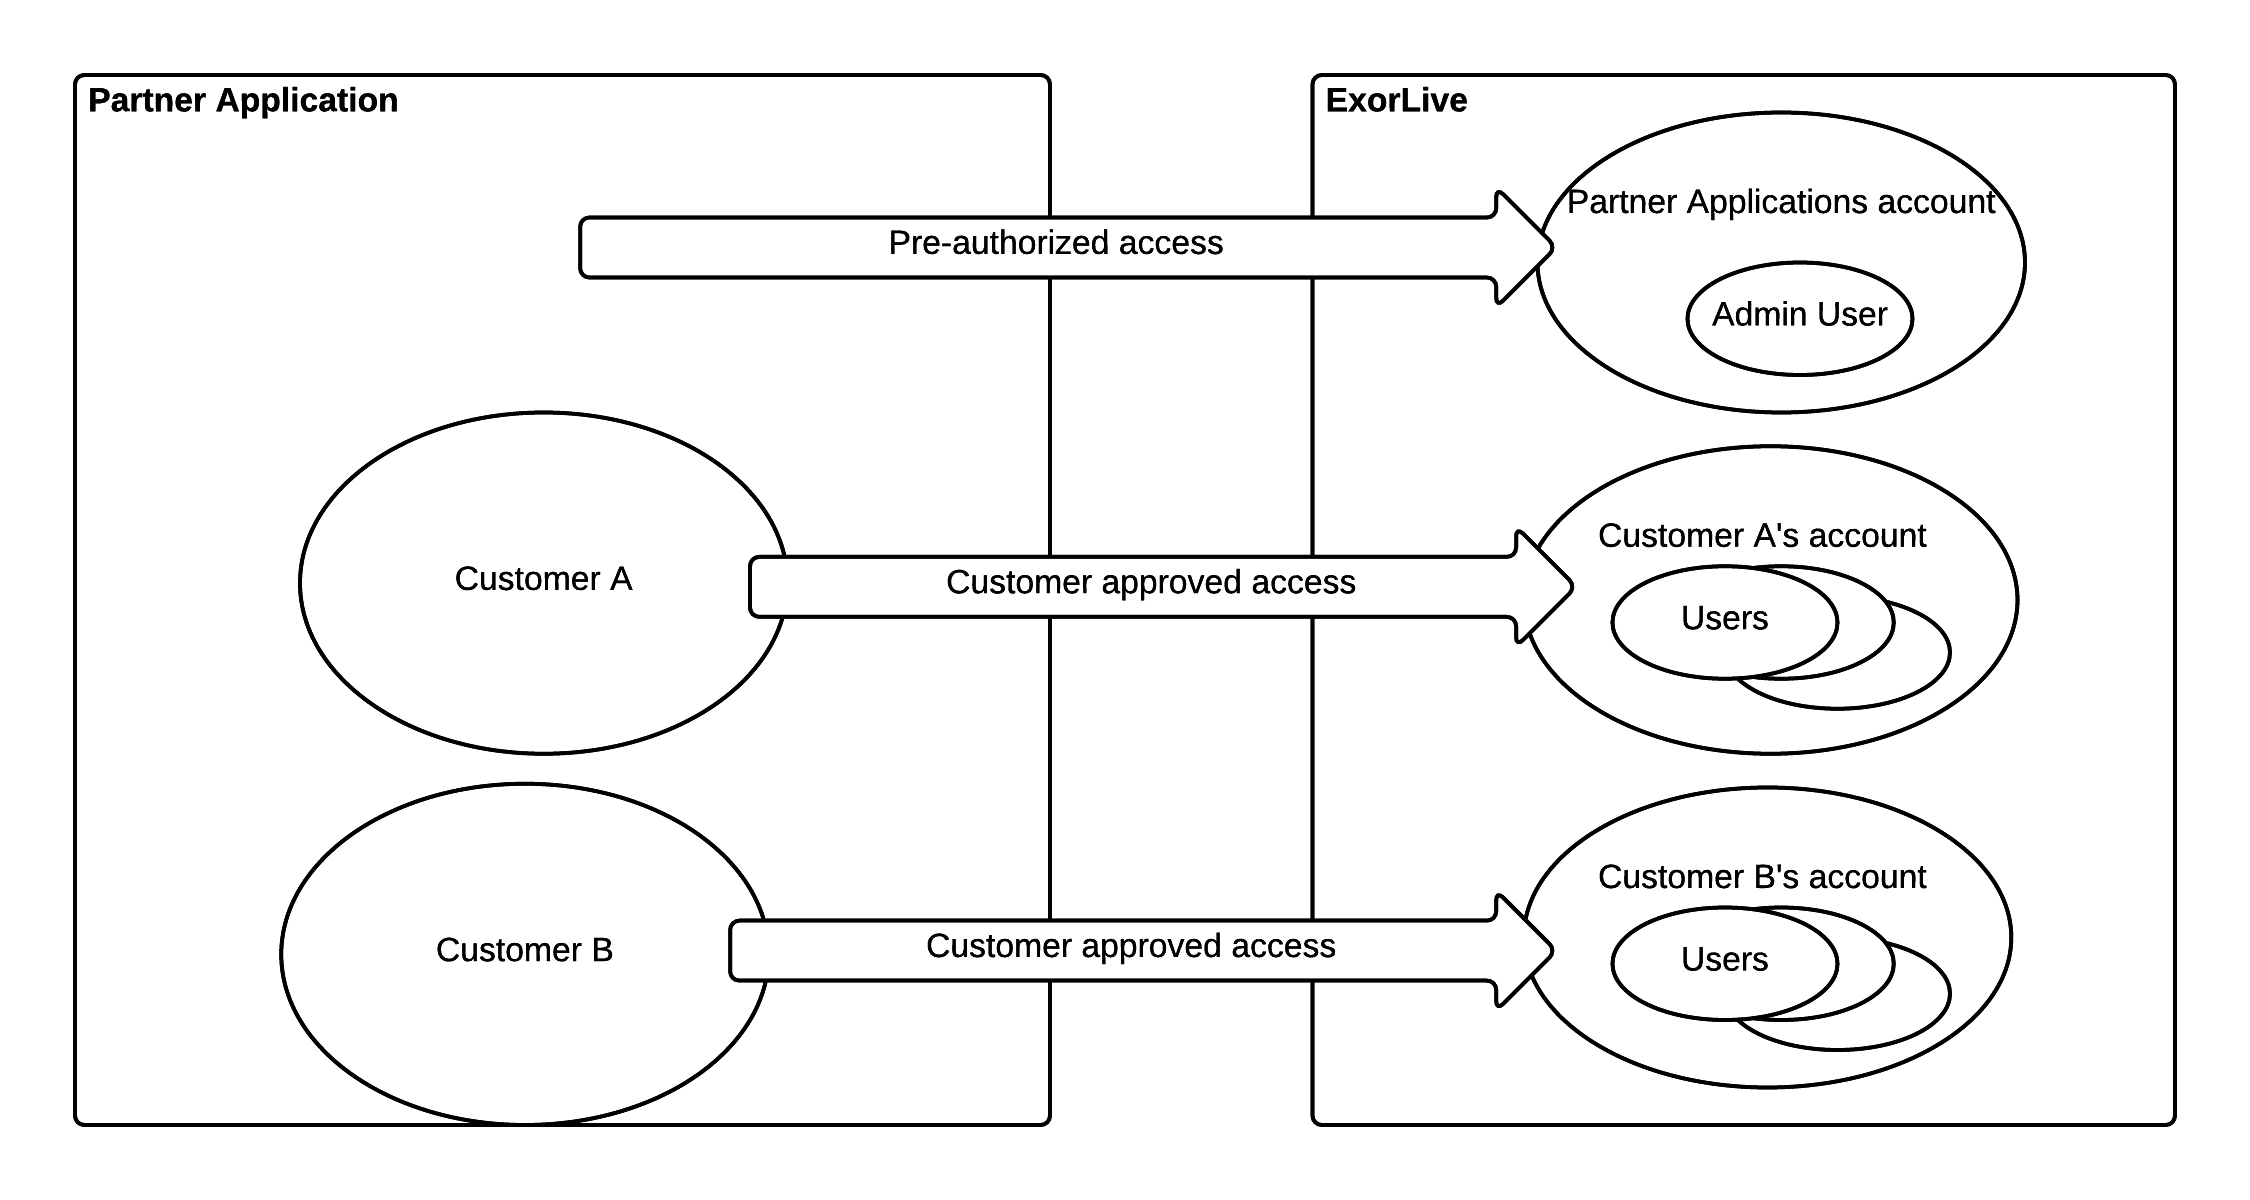 Partner Application
ExorLive
Partner Applications account
Pre-authorized access
Admin User
Customer A's account
Customer A
Customer approved access
Users
Customer B's account
Customer B
Customer approved access
Users